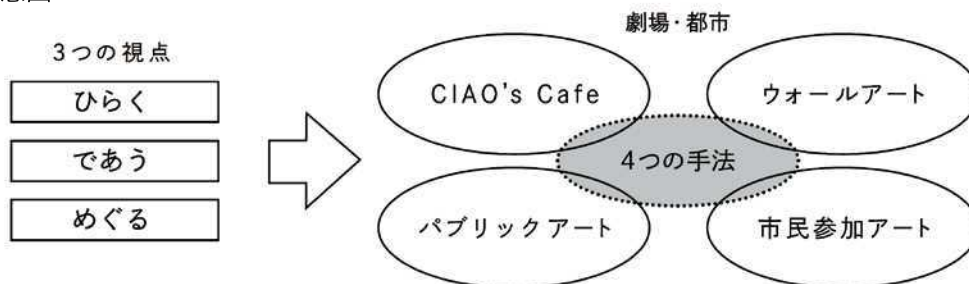 3つの視点
ひらく
であう
めぐる
劇場・都市
CIAO's Cafe
ウォールアート
4つの手法
パブリックアート
市民参加アート